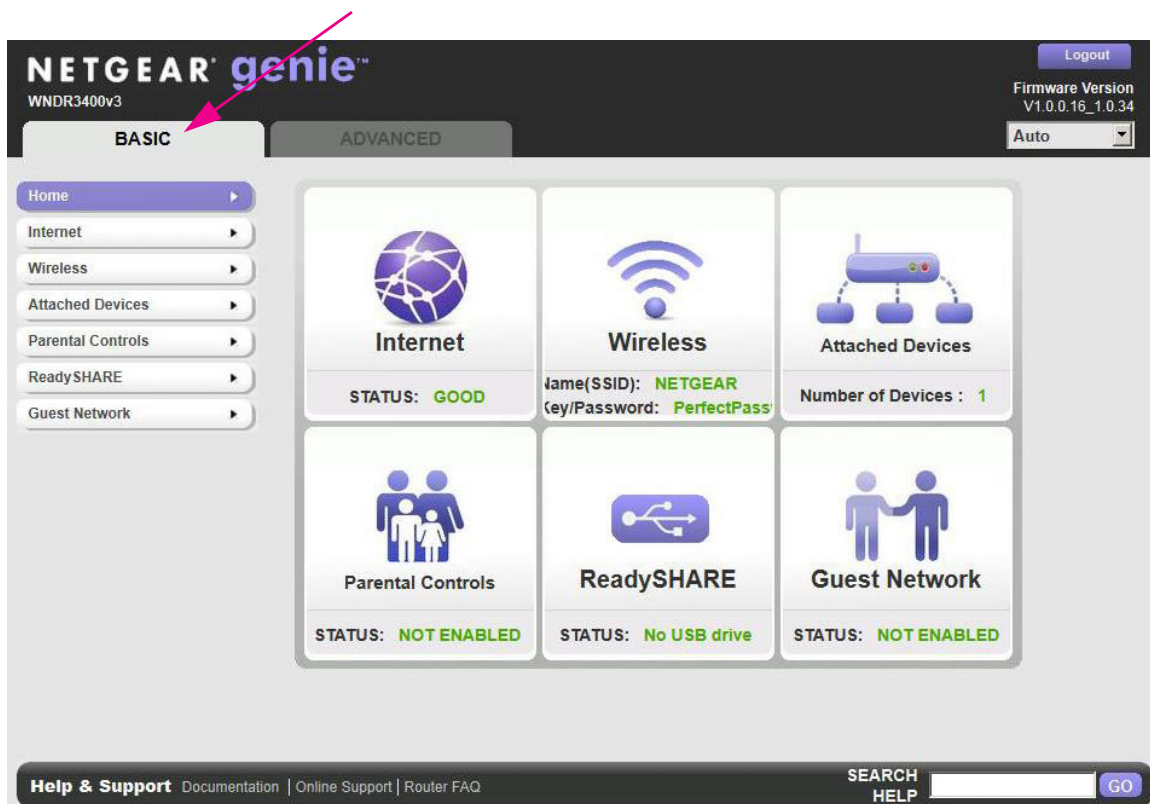 NETGEAR® genie™
WNDR3400v3
Logout
Firmware Version
V1.0.0.16_1.0.34
BASIC
ADVANCED
Auto
Home
Internet
Wireless
Attached Devices
Parental Controls
ReadySHARE
Guest Network
Internet
STATUS: GOOD
Wireless
Name(SSID): NETGEAR
Key/Password: PerfectPass
Attached Devices
Number of Devices : 1
Parental Controls
STATUS: NOT ENABLED
ReadySHARE
STATUS: No USB drive
Guest Network
STATUS: NOT ENABLED
Help & Support Documentation | Online Support | Router FAQ
SEARCH
HELP
GO